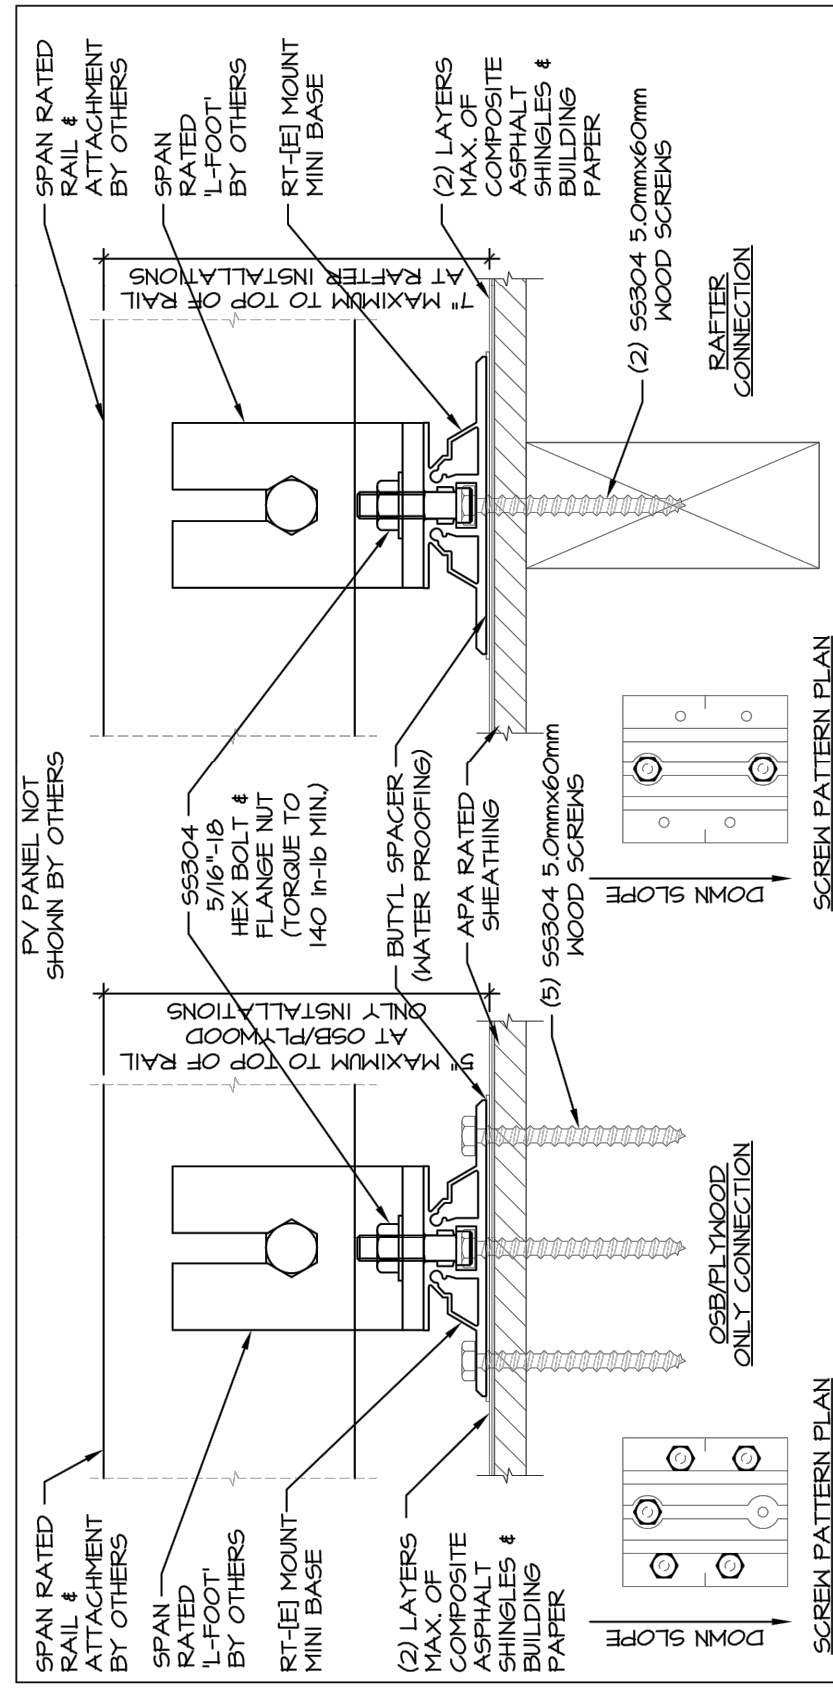 PV PANEL NOT
SHOWN BY OTHERS
SPAN RATED
RAIL &
ATTACHMENT
BY OTHERS
SPAN
RATED
'L-FOOT'
BY OTHERS
RT-[E] MOUNT
MINI BASE
(2) LAYERS
MAX. OF
COMPOSITE
ASPHALT
SHINGLES &
BUILDING
PAPER
5" MAXIMUM TO TOP OF RAIL
AT OSB/PLYWOOD
ONLY INSTALLATIONS
SS304
5/16"-18
HEX BOLT &
FLANGE NUT
(TORQUE TO
140 in-lb MIN.)
BUTYL SPACER
(WATER PROOFING)
APA RATED
SHEATHING
(5) SS304 5.0mmx60mm
WOOD SCREWS
OSB/PLYWOOD
ONLY CONNECTION
DOWN SLOPE
SCREW PATTERN PLAN
SPAN RATED
RAIL &
ATTACHMENT
BY OTHERS
SPAN
RATED
'L-FOOT'
BY OTHERS
RT-[E] MOUNT
MINI BASE
(2) LAYERS
MAX. OF
COMPOSITE
ASPHALT
SHINGLES &
BUILDING
PAPER
7" MAXIMUM TO TOP OF RAIL
AT RAFTER INSTALLATIONS
(2) SS304 5.0mmx60mm
WOOD SCREWS
RAFTER
CONNECTION
DOWN SLOPE
SCREW PATTERN PLAN